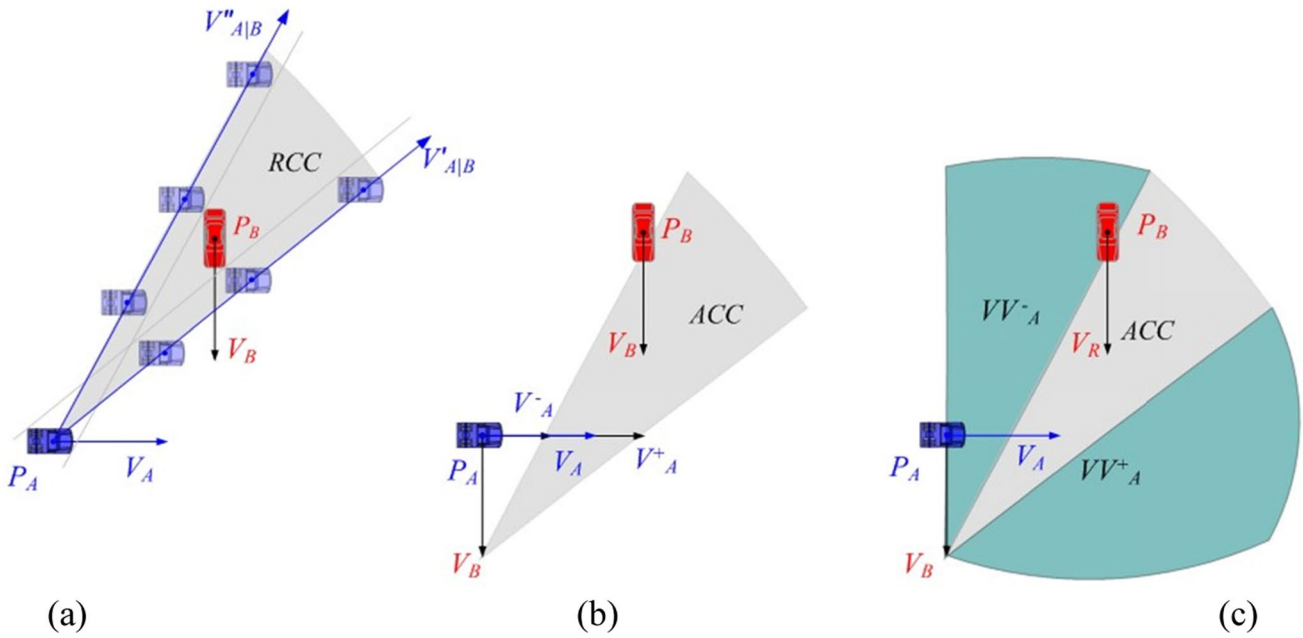 V"A|B
RCC
V'A|B
PB
VB
PA
VA
(a)
PB
ACC
VB
V-A
PA
VA
V+A
VB
(b)
PB
VV-A
VR
ACC
PA
VA
VV+A
VB
(c)